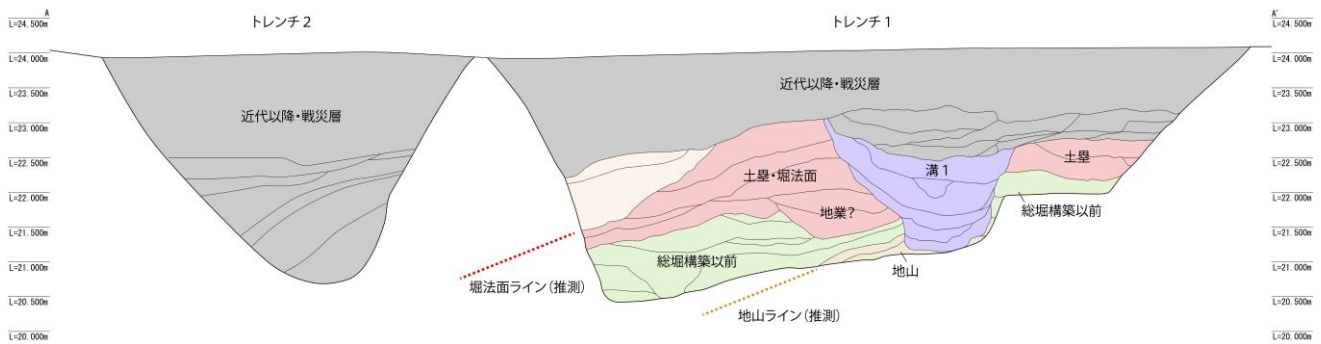 トレンチ2
トレンチ1
A
L=24.500m
L=24.000m
L=23.500m
L=23.000m
L=22.500m
L=22.000m
L=21.500m
L=21.000m
L=20.500m
L=20.000m
A'
L=24.500m
L=24.000m
L=23.500m
L=23.000m
L=22.500m
L=22.000m
L=21.500m
L=21.000m
L=20.500m
L=20.000m
近代以降・戦災層
近代以降・戦災層
土塁・堀法面
溝1
土塁
地業?
総堀構築以前
総堀構築以前
地山
堀法面ライン(推測)
地山ライン(推測)